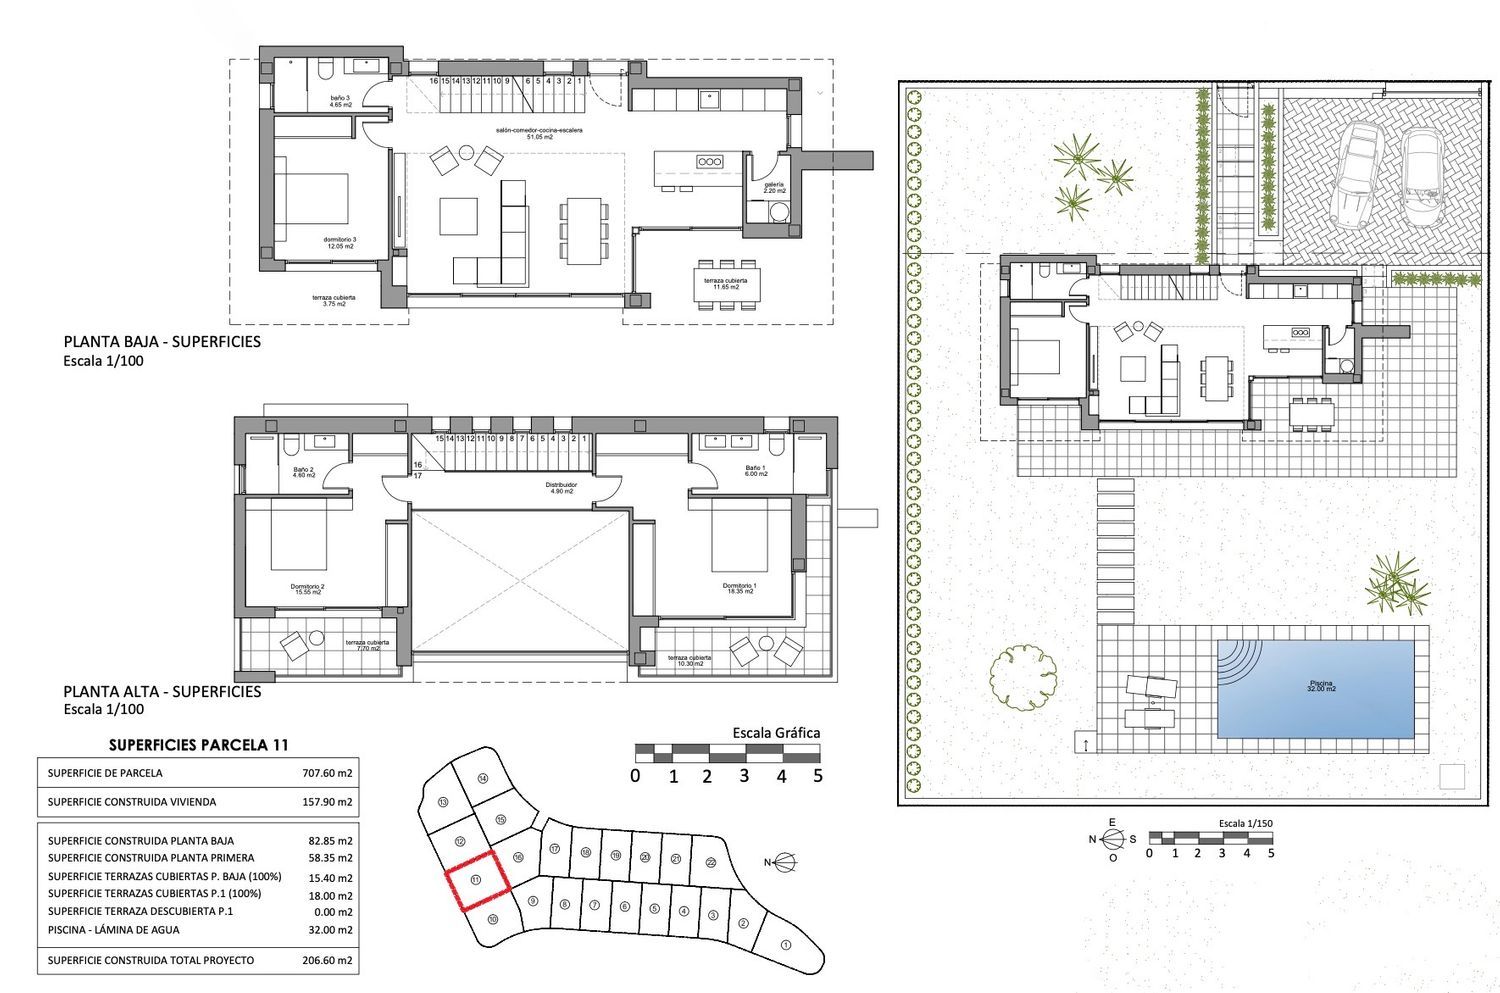 baño 3
4.65 m2
16 15 14 13 12 11 10 9 6 5 4 3 2 1
salón-comedor-cocina-escalera
51.05 m2
galería
2.20 m2
dormitorio 3
12.05 m2
terraza cubierta
3.75 m2
terraza cubierta
11.65 m2
PLANTA BAJA - SUPERFICIES
Escala 1/100
15 14 13 12 11 10 9 8 7 6 5 4 3 2 1
16
17
Baño 2
4.60 m2
Distribuidor
4.90 m2
Baño 1
6.00 m2
Dormitorio 2
15.55 m2
Dormitorio 1
18.35 m2
terraza cubierta
7.70 m2
terraza cubierta
10.30 m2
PLANTA ALTA - SUPERFICIES
Escala 1/100
SUPERFICIES PARCELA 11
SUPERFICIE DE PARCELA 707.60 m2
SUPERFICIE CONSTRUIDA VIVIENDA 157.90 m2
SUPERFICIE CONSTRUIDA PLANTA BAJA 82.85 m2
SUPERFICIE CONSTRUIDA PLANTA PRIMERA 58.35 m2
SUPERFICIE TERRAZAS CUBIERTAS P. BAJA (100%) 15.40 m2
SUPERFICIE TERRAZAS CUBIERTAS P.1 (100%) 18.00 m2
SUPERFICIE TERRAZA DESCUBIERTA P.1 0.00 m2
PISCINA - LÁMINA DE AGUA 32.00 m2
SUPERFICIE CONSTRUIDA TOTAL PROYECTO 206.60 m2
Escala Gráfica
0 1 2 3 4 5
14
13
15
12
16
17
18
19
20
21
22
11
10
9
8
7
6
5
4
3
2
1
N
Piscina
32.00 m2
E
N S
O
Escala 1/150
0 1 2 3 4 5